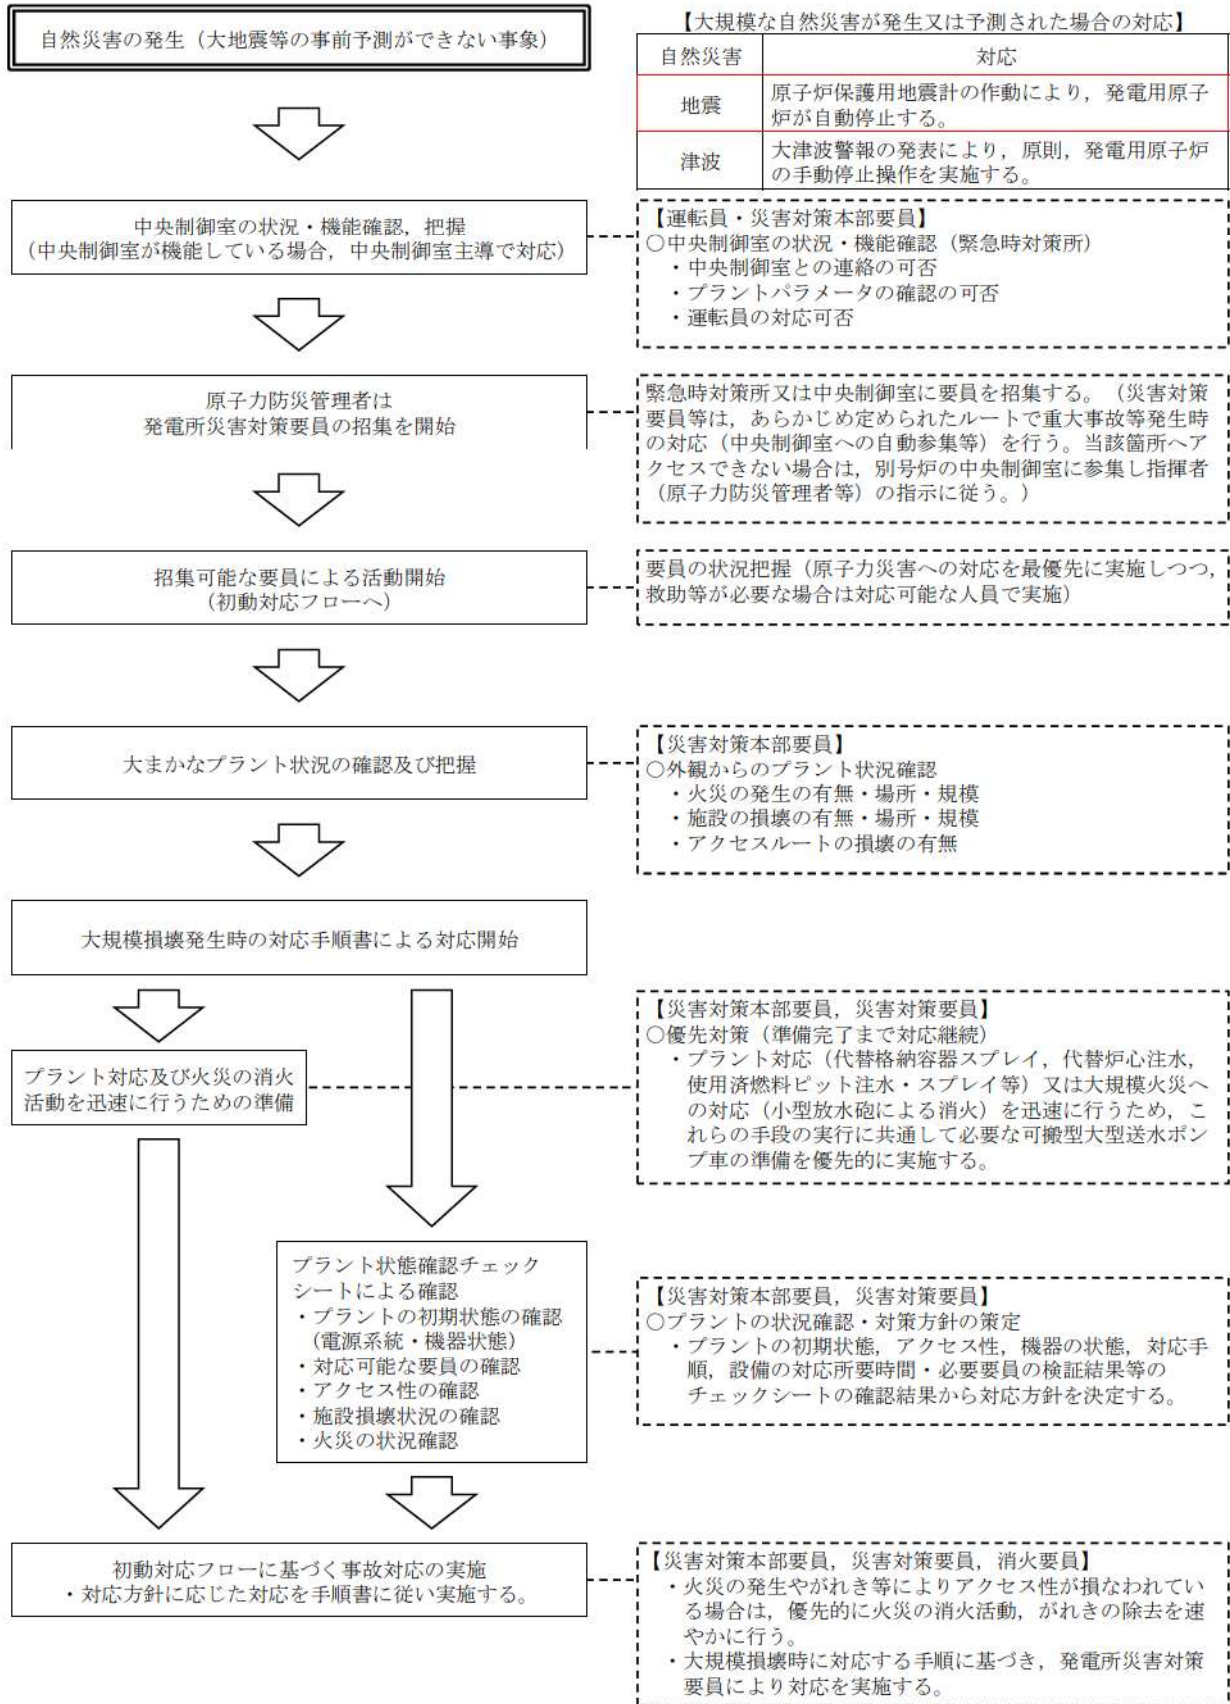 自然災害の発生（大地震等の事前予測ができない事象）
【大規模な自然災害が発生又は予測された場合の対応】
自然災害
対応
地震
原子炉保護用地震計の作動により，発電用原子
炉が自動停止する。
津波
大津波警報の発表により，原則，発電用原子炉
の手動停止操作を実施する。
中央制御室の状況・機能確認，把握
（中央制御室が機能している場合，中央制御室主導で対応）
【運転員・災害対策本部要員】
○中央制御室の状況・機能確認（緊急時対策所）
・中央制御室との連絡の可否
・プラントパラメータの確認の可否
・運転員の対応可否
原子力防災管理者は
発電所災害対策要員の招集を開始
緊急時対策所又は中央制御室に要員を招集する。（災害対策
要員等は，あらかじめ定められたルートで重大事故等発生時
の対応（中央制御室への自動参集等）を行う。当該箇所へア
クセスできない場合は，別号炉の中央制御室に参集し指揮者
（原子力防災管理者等）の指示に従う。）
招集可能な要員による活動開始
（初動対応フローへ）
要員の状況把握（原子力災害への対応を最優先に実施しつつ，
救助等が必要な場合は対応可能な人員で実施）
大まかなプラント状況の確認及び把握
【災害対策本部要員】
○外観からのプラント状況確認
・火災の発生の有無・場所・規模
・施設の損壊の有無・場所・規模
・アクセスルートの損壊の有無
大規模損壊発生時の対応手順書による対応開始
プラント対応及び火災の消火
活動を迅速に行うための準備
【災害対策本部要員，災害対策要員】
○優先対策（準備完了まで対応継続）
・プラント対応（代替格納容器スプレイ，代替炉心注水，
使用済燃料ピット注水・スプレイ等）又は大規模火災へ
の対応（小型放水砲による消火）を迅速に行うため，こ
れらの手段の実行に共通して必要な可搬型大型送水ポン
プ車の準備を優先的に実施する。
プラント状態確認チェック
シートによる確認
・プラントの初期状態の確認
（電源系統・機器状態）
・対応可能な要員の確認
・アクセス性の確認
・施設損壊状況の確認
・火災の状況確認
【災害対策本部要員，災害対策要員】
○プラントの状況確認・対策方針の策定
・プラントの初期状態，アクセス性，機器の状態，対応手
順，設備の対応所要時間・必要要員の検証結果等の
チェックシートの確認結果から対応方針を決定する。
初動対応フローに基づく事故対応の実施
・対応方針に応じた対応を手順書に従い実施する。
【災害対策本部要員，災害対策要員，消火要員】
・火災の発生やがれき等によりアクセス性が損なわれてい
る場合は，優先的に火災の消火活動，がれきの除去を速
やかに行う。
・大規模損壊時に対応する手順に基づき，発電所災害対策
要員により対応を実施する。